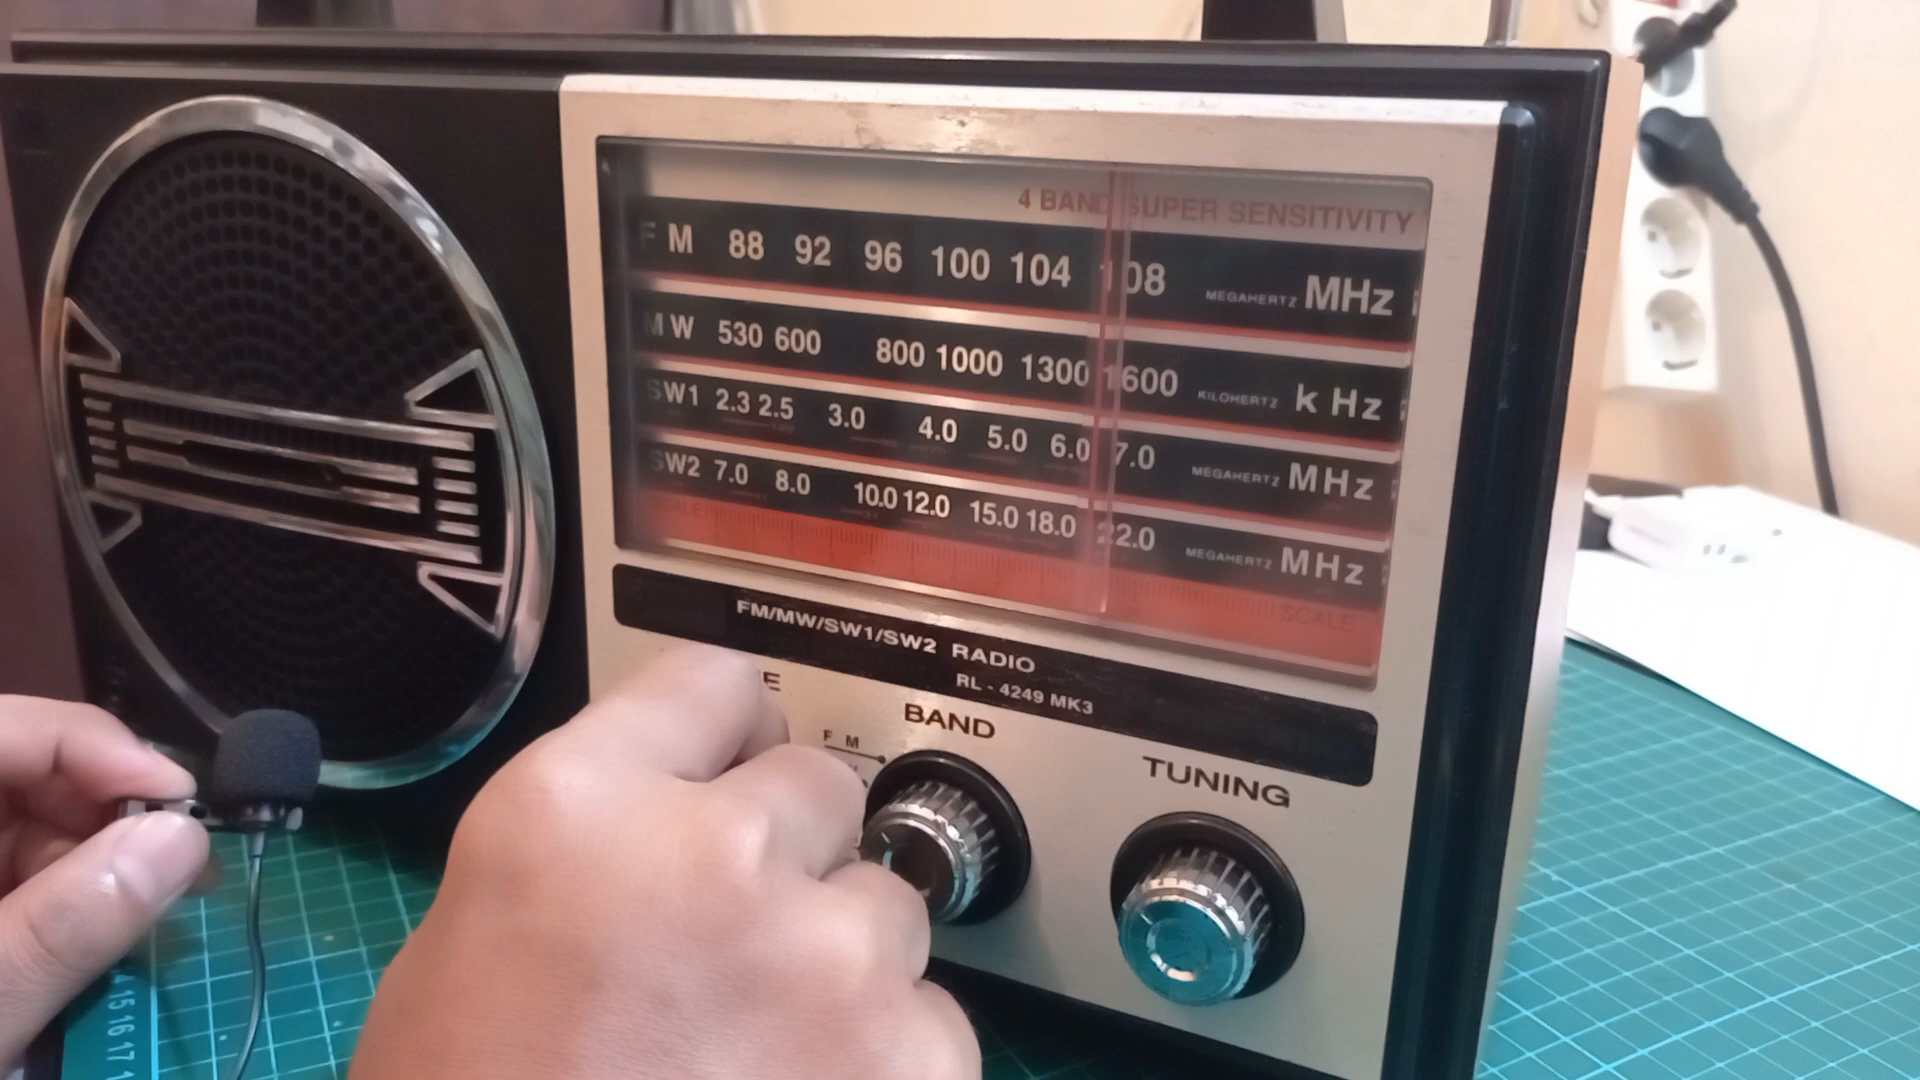 4 BAND SUPER SENSITIVITY
FM 88 92 96 100 104 108 MEGAHERTZ MHz
MW 530 600 800 1000 1300 1600 KILOHERTZ kHz
SW1 2.3 2.5 3.0 4.0 5.0 6.0 7.0 MEGAHERTZ MHz
SW2 7.0 8.0 10.0 12.0 15.0 18.0 22.0 MEGAHERTZ MHz
SCALE SCALE
FM/MW/SW1/SW2 RADIO
RL - 4249 MK3
BAND
FM
TUNING
15 16 17